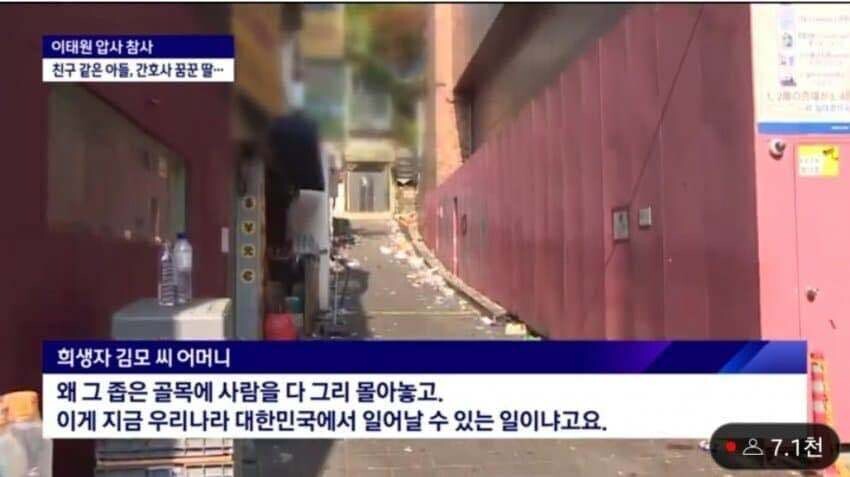 이태원 압사 참사
친구 같은 아들, 간호사 꿈꾼 딸…
희생자 김모 씨 어머니
왜 그 좁은 골목에 사람을 다 그리 몰아놓고.
이게 지금 우리나라 대한민국에서 일어날 수 있는 일이냐고요.
7.1천